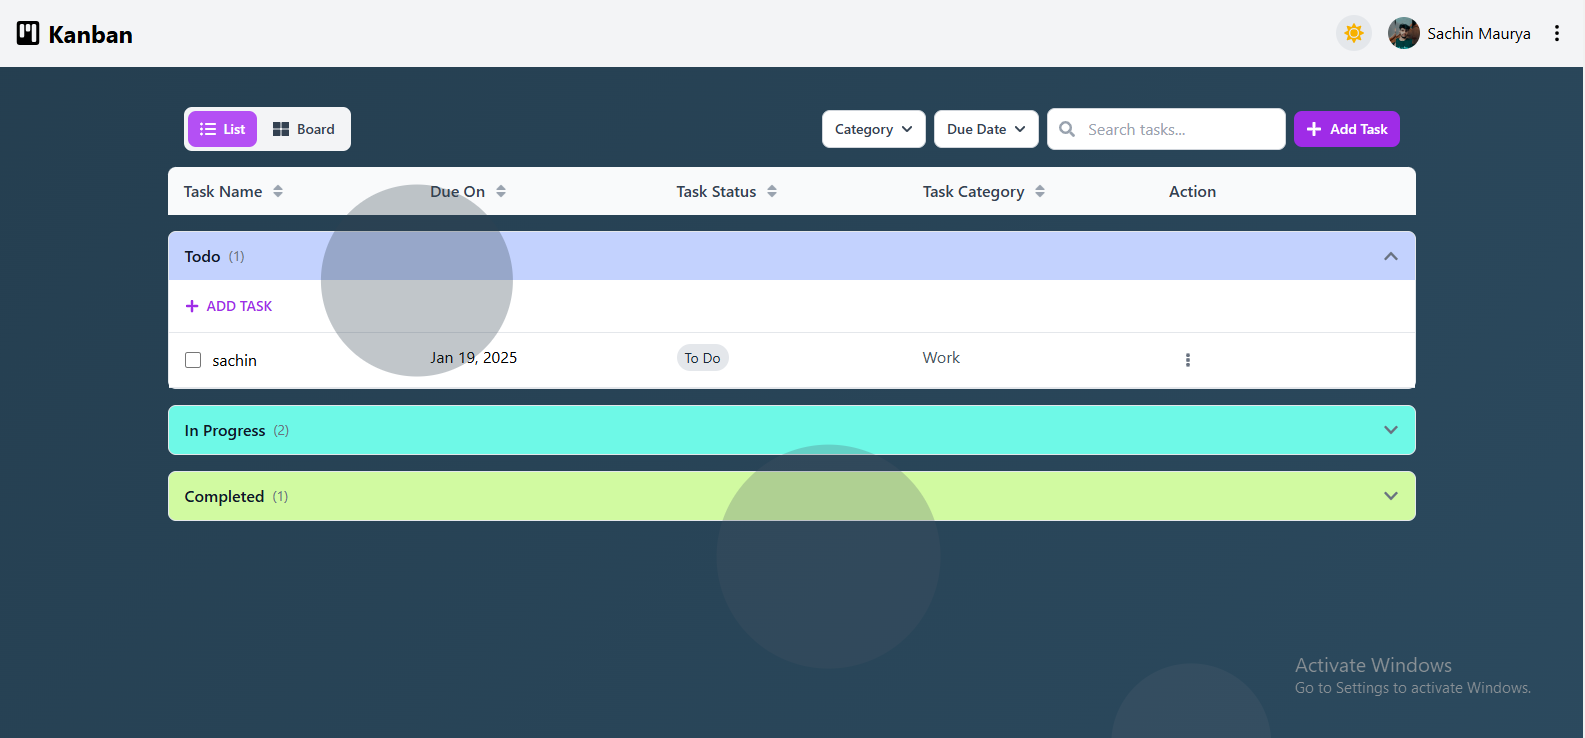 Kanban
Sachin Maurya
List
Board
Category
Due Date
Search tasks...
Add Task
Task Name
Due On
Task Status
Task Category
Action
Todo (1)
ADD TASK
sachin
Jan 19, 2025
To Do
Work
In Progress (2)
Completed (1)
Activate Windows
Go to Settings to activate Windows.